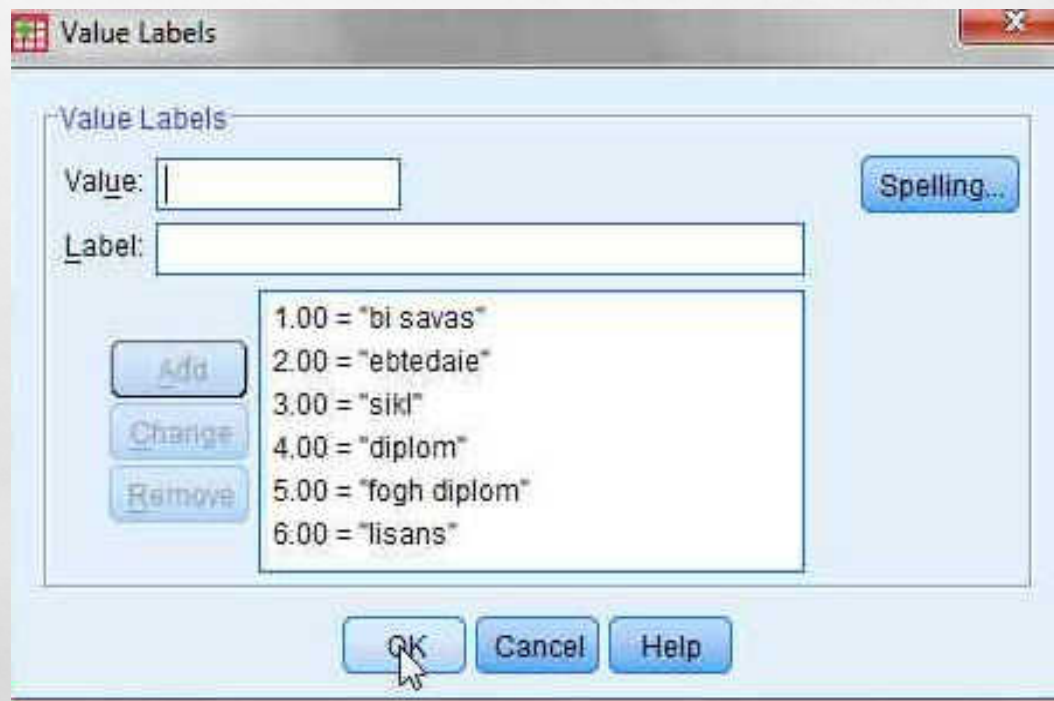 Value Labels
Value Labels
Value:
Spelling...
Label:
1.00 = "bi savas"
2.00 = "ebtedaie"
3.00 = "sikl"
4.00 = "diplom"
5.00 = "fogh diplom"
6.00 = "lisans"
Add
Change
Remove
OK
Cancel
Help